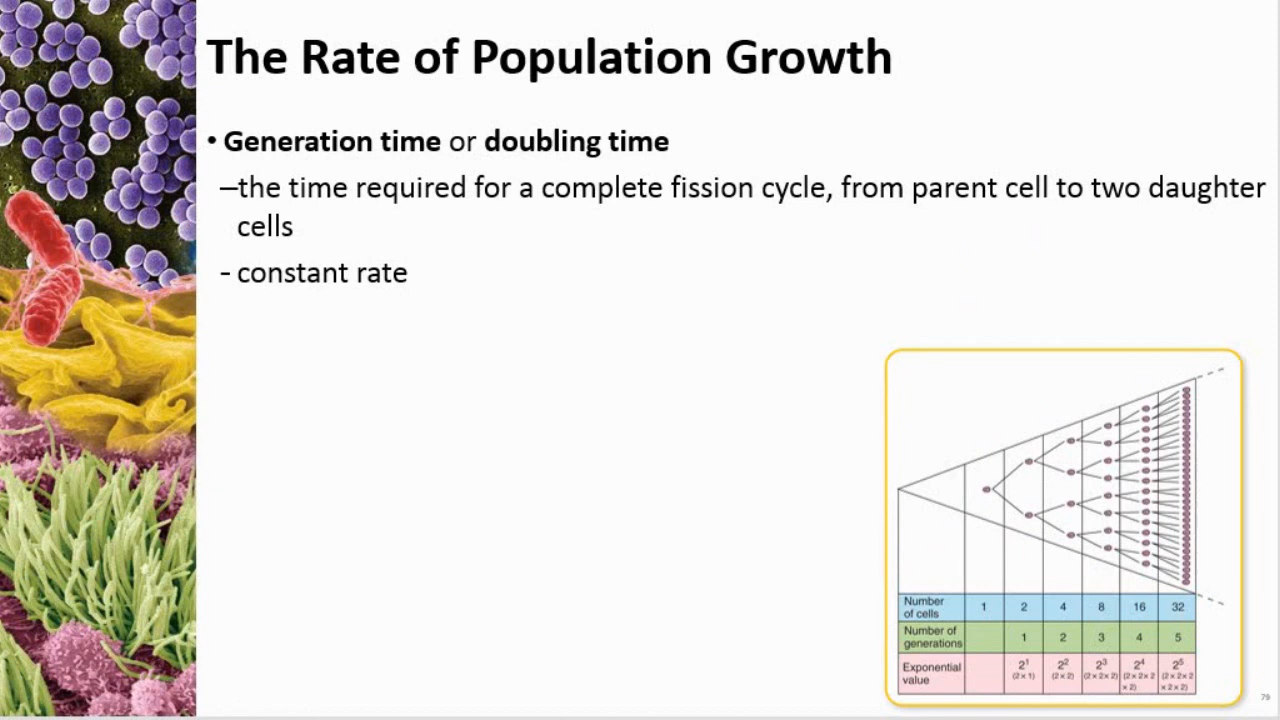 The Rate of Population Growth
• Generation time or doubling time
–the time required for a complete fission cycle, from parent cell to two daughter
cells
- constant rate
Number of cells 1 2 4 8 16 32
Number of generations 1 2 3 4 5
Exponential value 2¹ 2² 2³ 2⁴ 2⁵
(2 x 1) (2 x 2) (2 x 2 x 2) (2 x 2 x 2 x 2) (2 x 2 x 2 x 2 x 2)
79